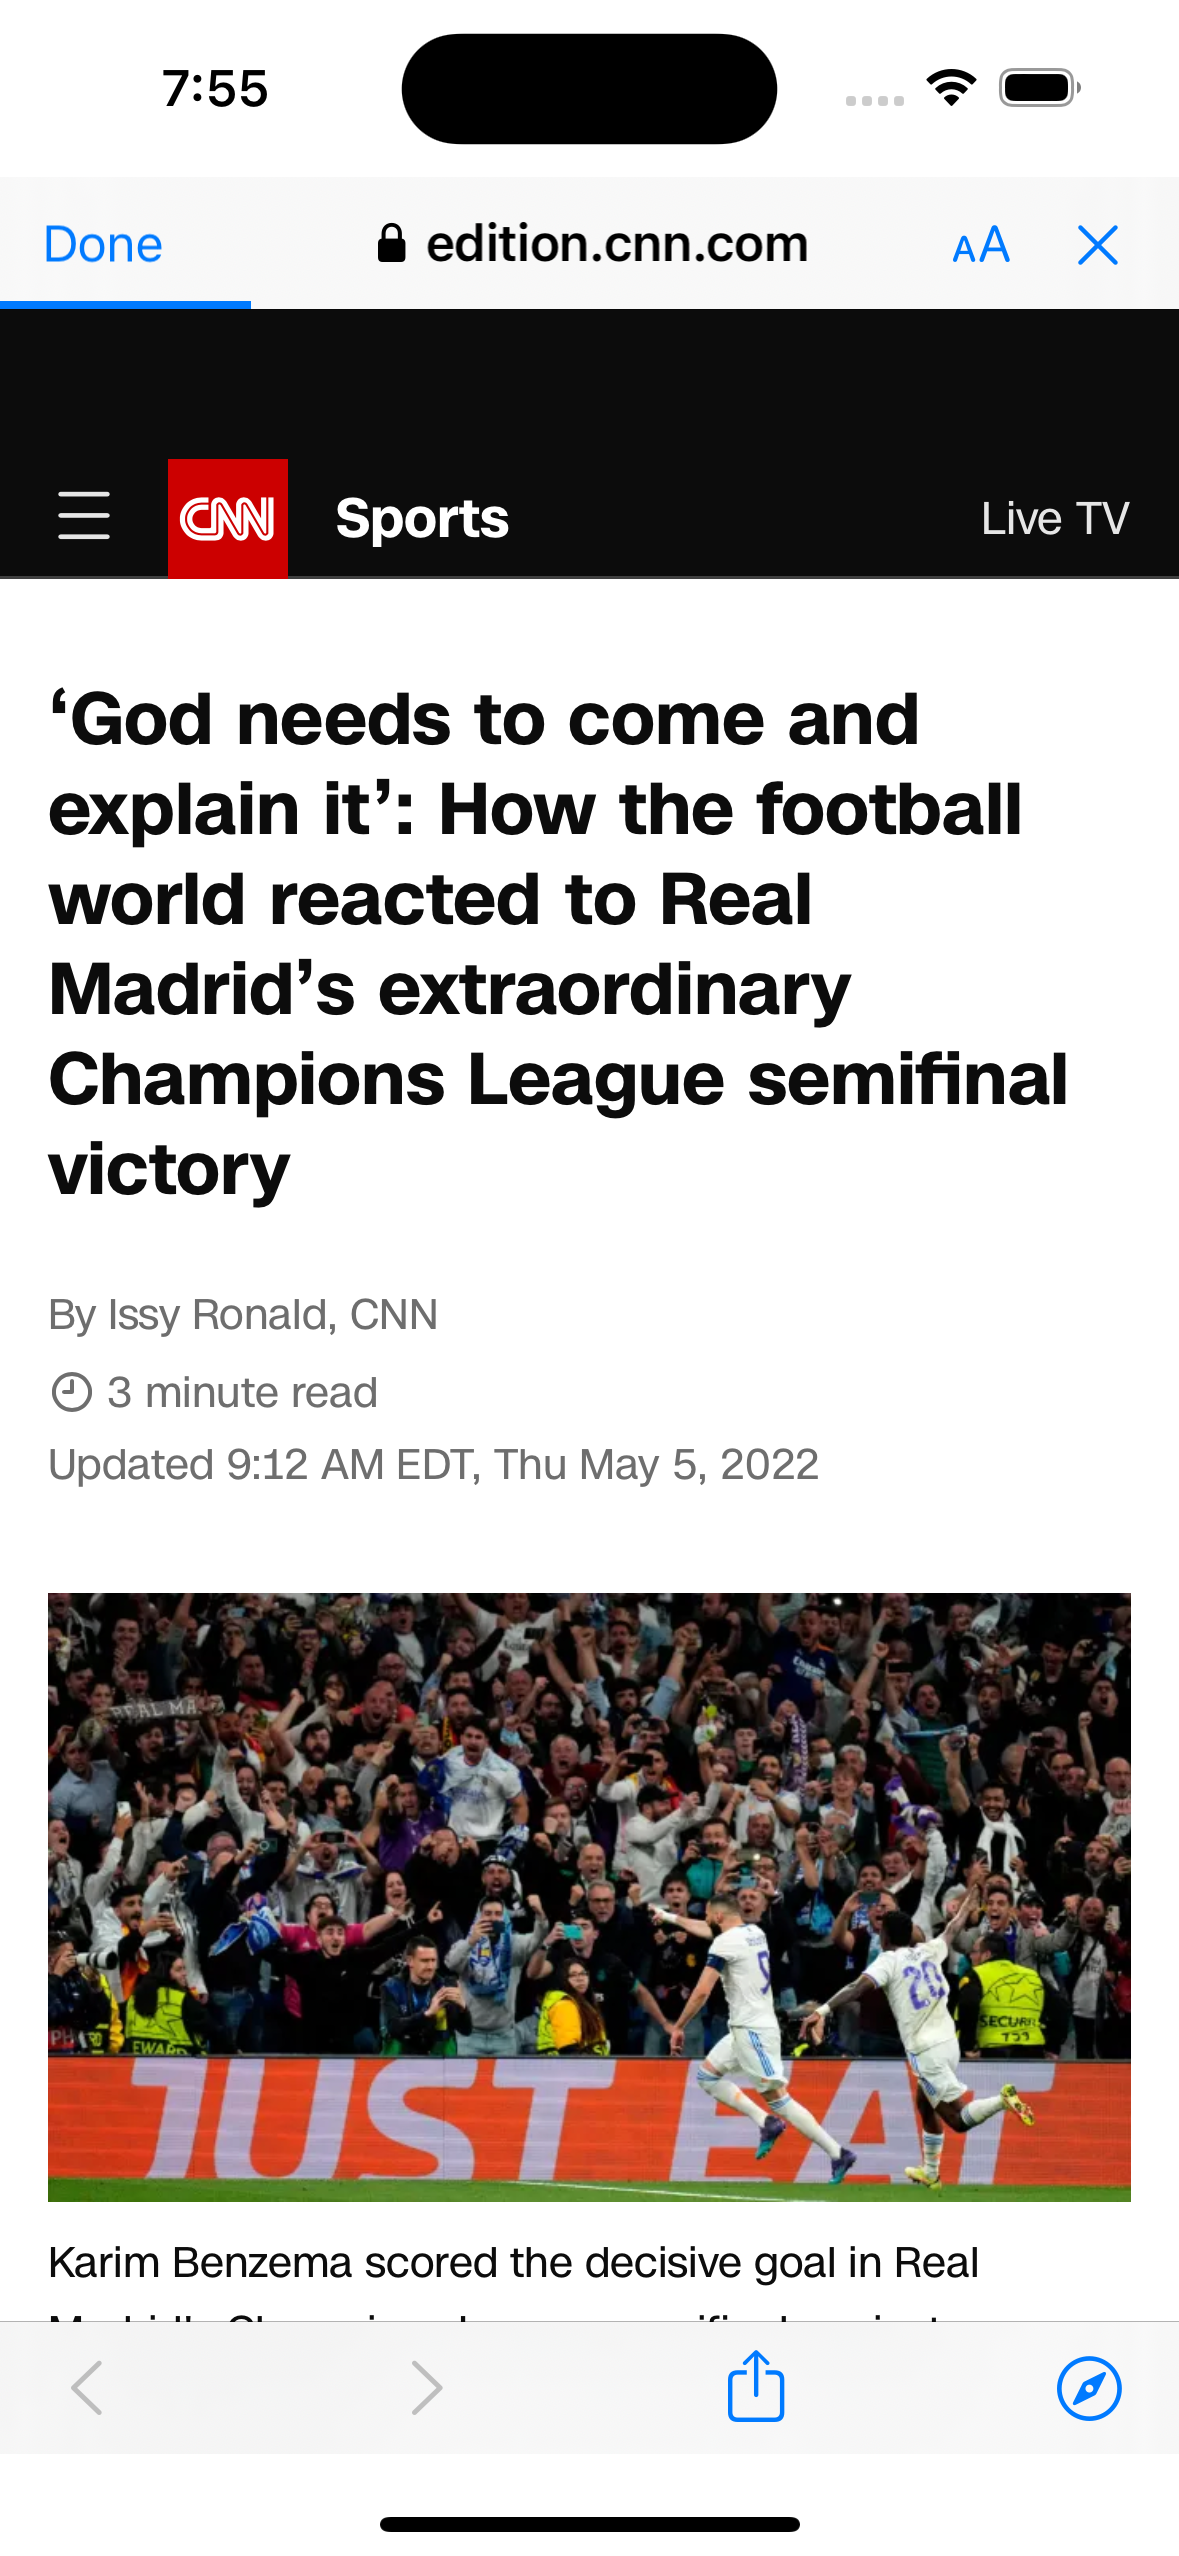 7:55
Done
edition.cnn.com
AA
CNN
Sports
Live TV
‘God needs to come and
explain it’: How the football
world reacted to Real
Madrid’s extraordinary
Champions League semifinal
victory
By Issy Ronald, CNN
3 minute read
Updated 9:12 AM EDT, Thu May 5, 2022
REAL MA
9
20
JUST EAT
Karim Benzema scored the decisive goal in Real